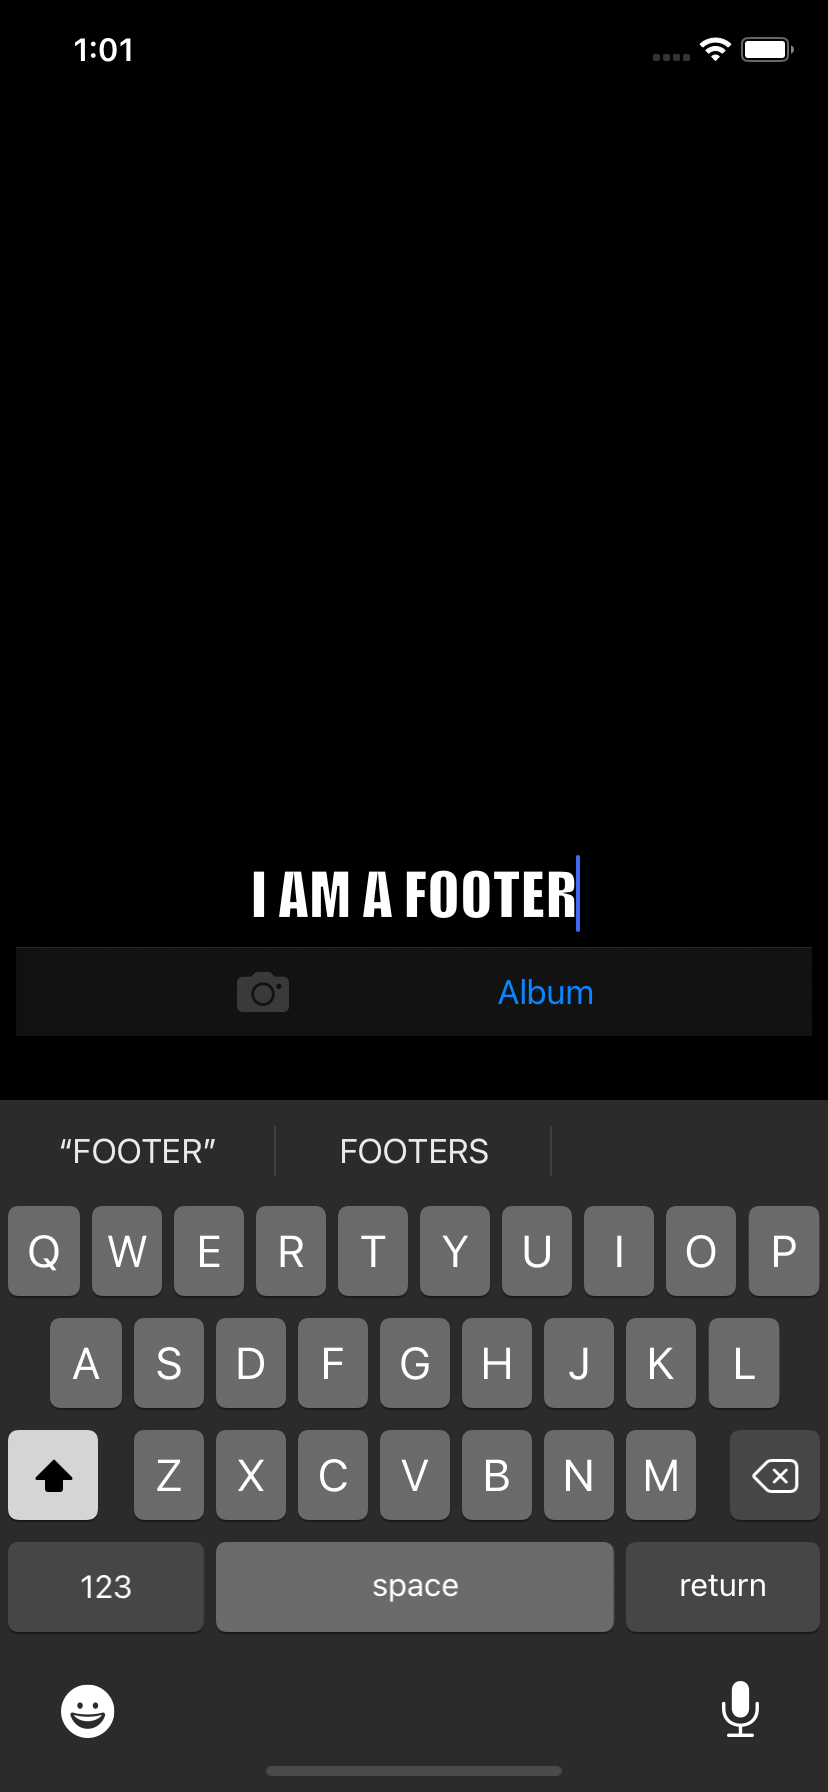 1:01
I AM A FOOTER
Album
“FOOTER” FOOTERS
Q W E R T Y U I O P
A S D F G H J K L
Z X C V B N M
123 space return